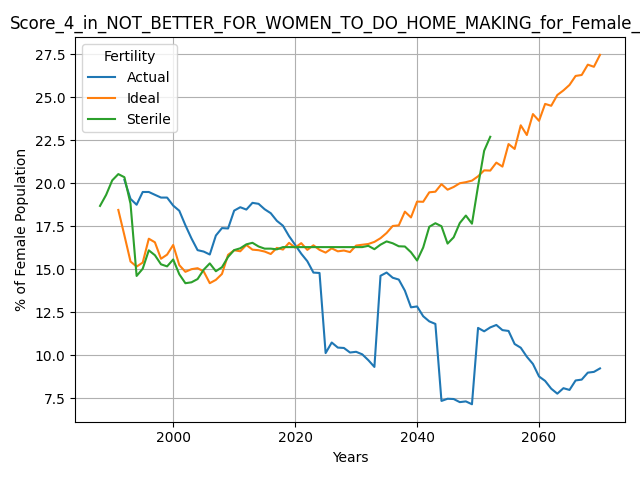 Score_4_in_NOT_BETTER_FOR_WOMEN_TO_DO_HOME_MAKING_for_Female_
Fertility
Actual
Ideal
Sterile
27.5
25.0
22.5
20.0
17.5
15.0
12.5
10.0
7.5
% of Female Population
2000
2020
2040
2060
Years